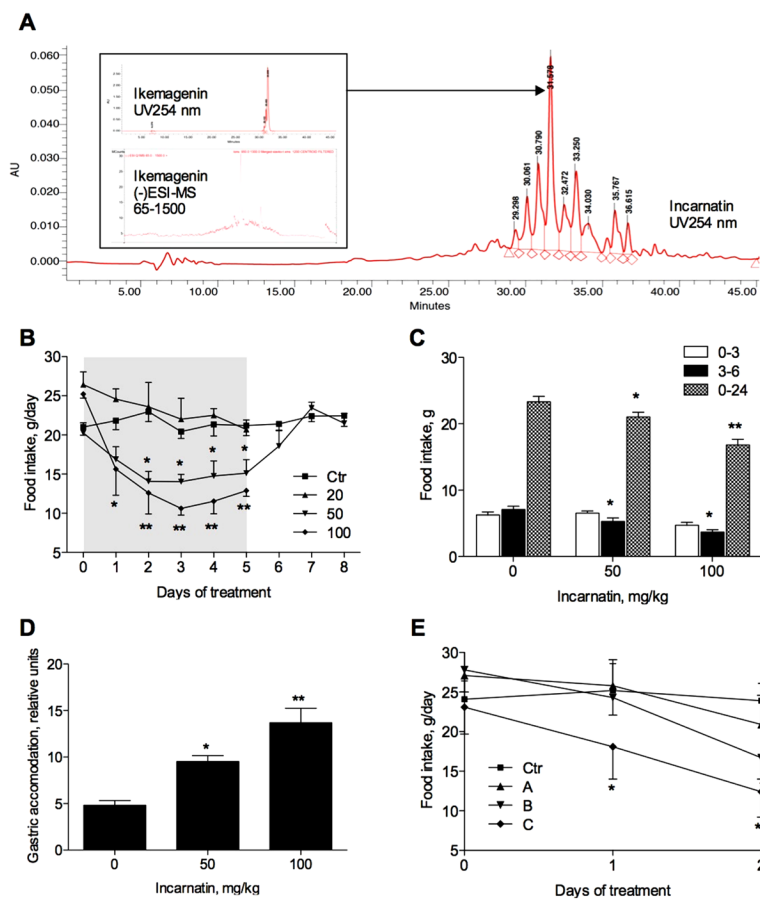 A
0.060
0.050
0.040
0.030
0.020
0.010
0.000
AU
Ikemagenin
UV254 nm
Ikemagenin
(-)ESI-MS
65-1500
29.298
30.061
30.790
31.570
32.472
33.250
34.030
35.767
36.615
Incarnatin
UV254 nm
5.00 10.00 15.00 20.00 25.00 30.00 35.00 40.00 45.00
Minutes
B
Food intake, g/day
30
25
20
15
10
5
* * * *
* ** ** ** **
Ctr
20
50
100
0 1 2 3 4 5 6 7 8
Days of treatment
C
0-3
3-6
0-24
Food intake, g
30
20
10
0
*
**
* *
0 50 100
Incarnatin, mg/kg
D
Gastric accomodation, relative units
20
15
10
5
0
*
**
0 50 100
Incarnatin, mg/kg
E
Food intake, g/day
30
25
20
15
10
5
Ctr
A
B
C
*
*
0 1 2
Days of treatment